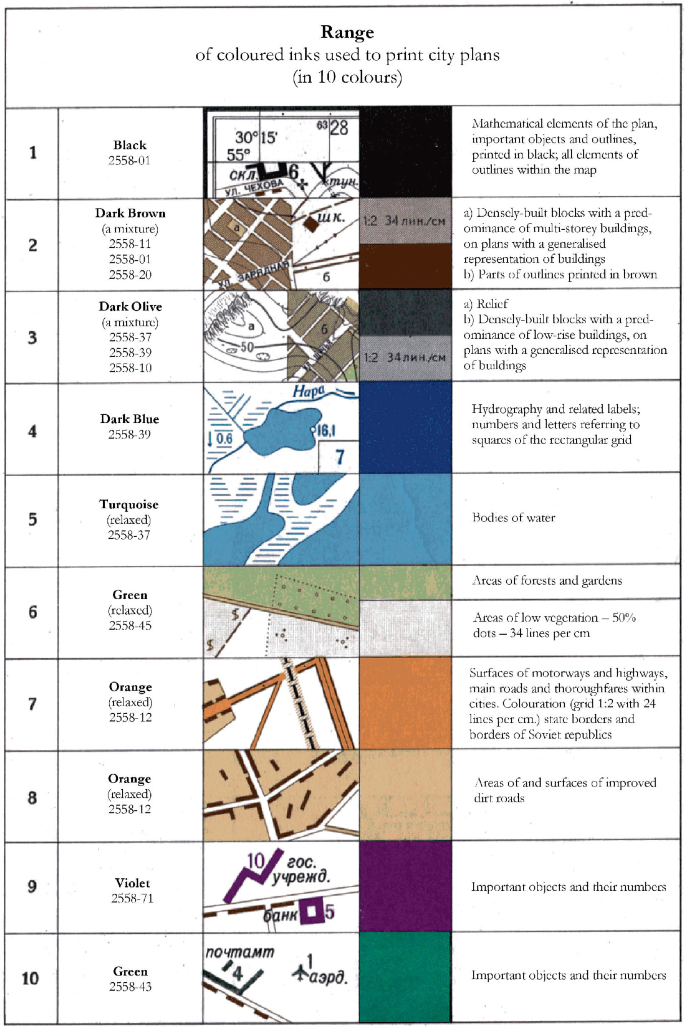 Range
of coloured inks used to print city plans
(in 10 colours)
1
Black
2558-01
30°15'
6328
55°
СКЛ.
6
УЛ. ЧЕХОВА
тун.
Mathematical elements of the plan,
important objects and outlines,
printed in black; all elements of
outlines within the map
2
Dark Brown
(a mixture)
2558-11
2558-01
2558-20
а
шк.
УЛ. ЗАРЯДНАЯ
б
1:2 34 лин./см
a) Densely-built blocks with a pred-
ominance of multi-storey buildings,
on plans with a generalised
representation of buildings
b) Parts of outlines printed in brown
3
Dark Olive
(a mixture)
2558-37
2558-39
2558-10
а
50
б
1:2 34 лин./см
a) Relief
b) Densely-built blocks with a pred-
ominance of low-rise buildings, on
plans with a generalised representation
of buildings
4
Dark Blue
2558-39
Нара
0.6
16,1
7
Hydrography and related labels;
numbers and letters referring to
squares of the rectangular grid
5
Turquoise
(relaxed)
2558-37
Bodies of water
6
Green
(relaxed)
2558-45
Areas of forests and gardens
Areas of low vegetation – 50%
dots – 34 lines per cm
7
Orange
(relaxed)
2558-12
Surfaces of motorways and highways,
main roads and thoroughfares within
cities. Colouration (grid 1:2 with 24
lines per cm.) state borders and
borders of Soviet republics
8
Orange
(relaxed)
2558-12
Areas of and surfaces of improved
dirt roads
9
Violet
2558-71
10
гос.
учрежд.
банк
5
Important objects and their numbers
10
Green
2558-43
почтамт
4
1
аэрд.
Important objects and their numbers